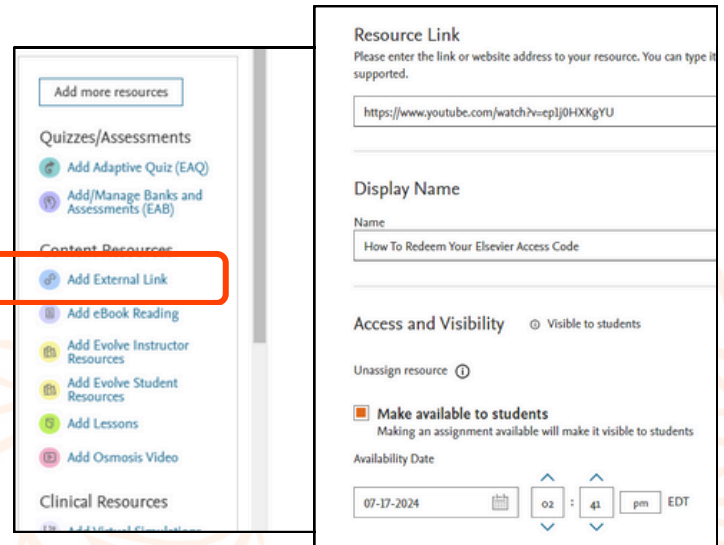 Add more resources
Quizzes/Assessments
Add Adaptive Quiz (EAQ)
Add/Manage Banks and
Assessments (EAB)
Content Resources
Add External Link
Add eBook Reading
Add Evolve Instructor
Resources
Add Evolve Student
Resources
Add Lessons
Add Osmosis Video
Clinical Resources
Add Virtual Simulations
Resource Link
Please enter the link or website address to your resource. You can type it
supported.
https://www.youtube.com/watch?v=ep1j0HXKgYU
Display Name
Name
How To Redeem Your Elsevier Access Code
Access and Visibility Visible to students
Unassign resource
Make available to students
Making an assignment available will make it visible to students
Availability Date
07-17-2024 02 : 41 pm EDT